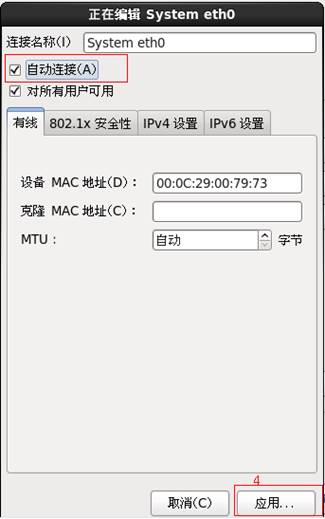 正在编辑 System eth0
连接名称(I) System eth0
自动连接(A)
对所有用户可用
有线 802.1x 安全性 IPv4 设置 IPv6 设置
设备 MAC 地址(D)： 00:0C:29:00:79:73
克隆 MAC 地址(C)：
MTU： 自动 字节
4
取消(C) 应用...